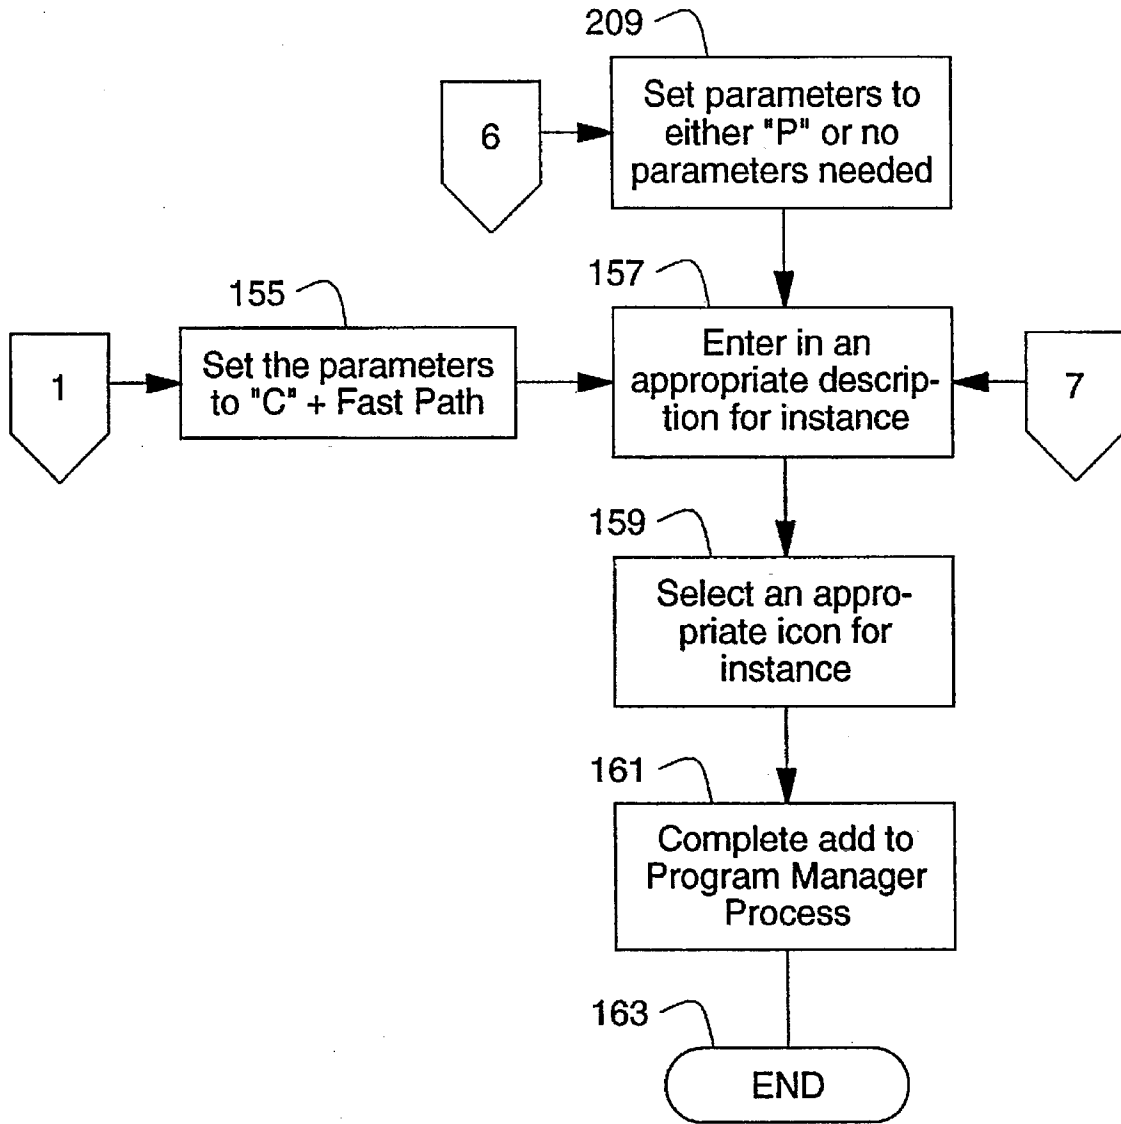 209
Set parameters to
either "P" or no
parameters needed
6
157
155
Enter in an
appropriate descrip-
tion for instance
Set the parameters
to "C" + Fast Path
1
7
159
Select an appro-
priate icon for
instance
161
Complete add to
Program Manager
Process
163
END